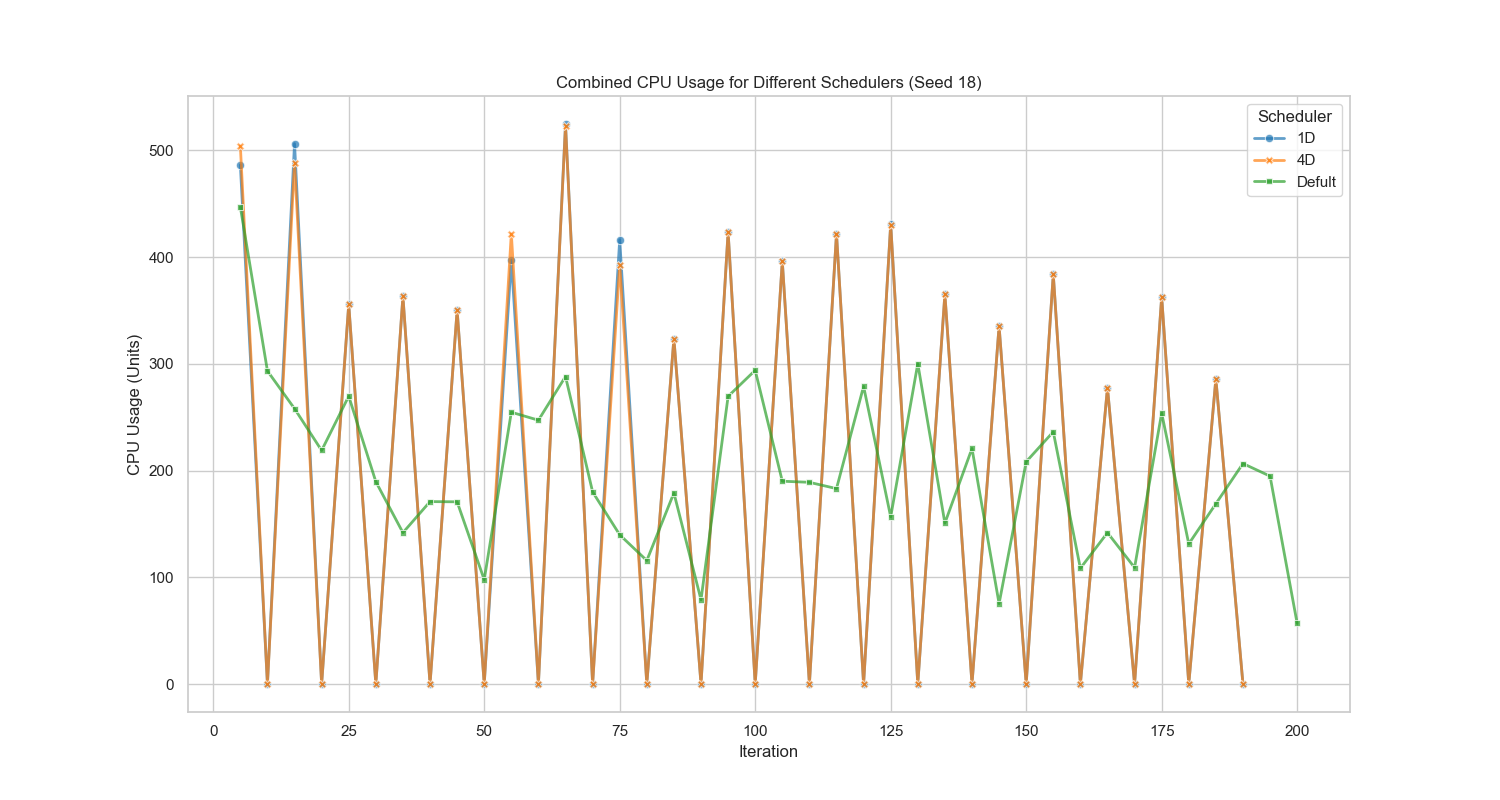 Combined CPU Usage for Different Schedulers (Seed 18)
Scheduler
1D
4D
Defult
CPU Usage (Units)
500
400
300
200
100
0
0 25 50 75 100 125 150 175 200
Iteration